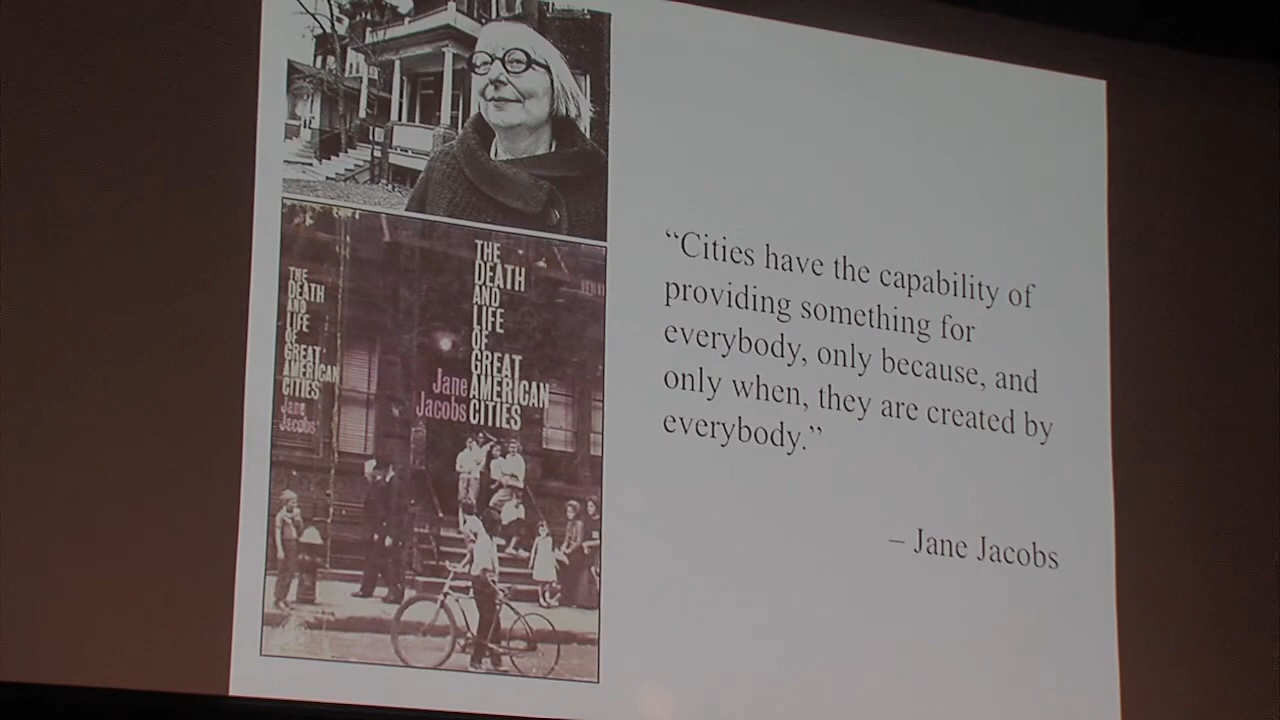 THE
DEATH
AND
LIFE
OF
GREAT
AMERICAN
CITIES
Jane
Jacobs
THE
DEATH
AND
LIFE
OF
GREAT
AMERICAN
CITIES
Jane
Jacobs
“Cities have the capability of
providing something for
everybody, only because, and
only when, they are created by
everybody.”
– Jane Jacobs